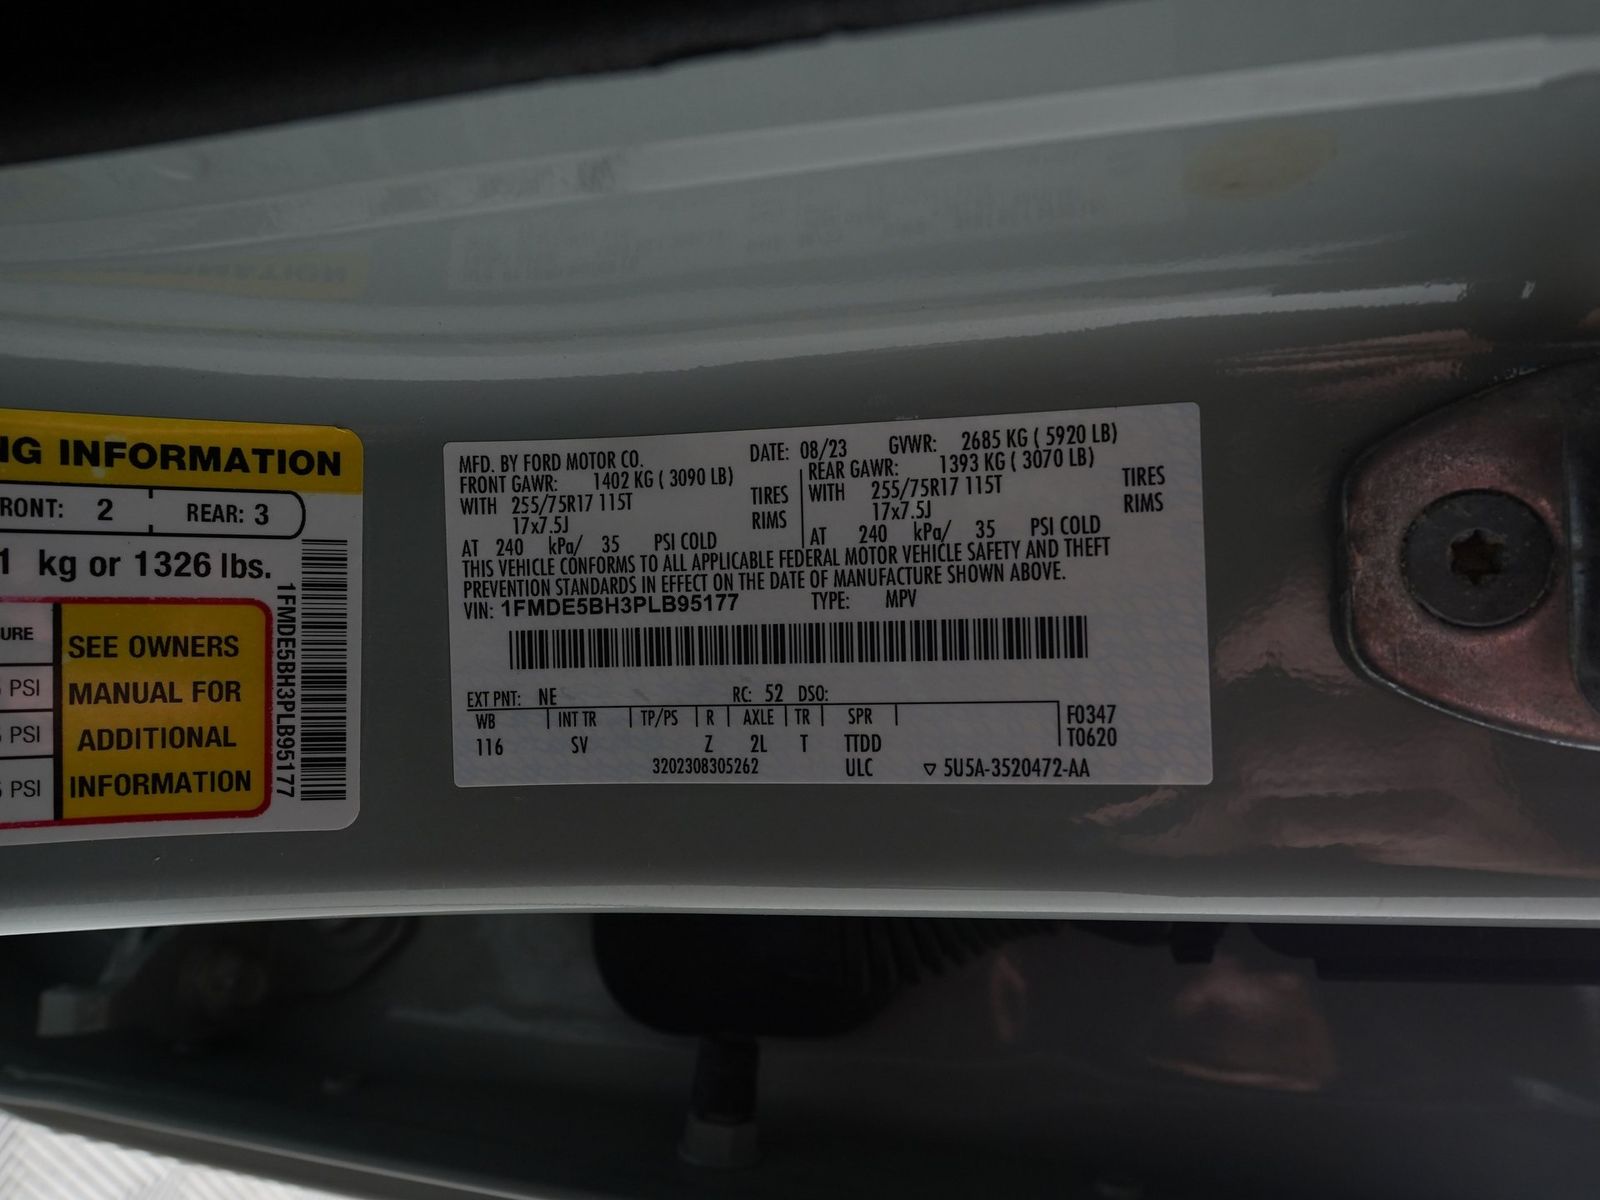 NG INFORMATION
RONT: 2 REAR: 3
1 kg or 1326 lbs.
URE
PSI
PSI
PSI
SEE OWNERS
MANUAL FOR
ADDITIONAL
INFORMATION
1FMDE5BH3PLB95177
MFD. BY FORD MOTOR CO. DATE: 08/23 GVWR: 2685 KG ( 5920 LB)
FRONT GAWR: 1402 KG ( 3090 LB) REAR GAWR: 1393 KG ( 3070 LB)
WITH 255/75R17 115T TIRES WITH 255/75R17 115T TIRES
17x7.5J RIMS 17x7.5J RIMS
AT 240 kPa/ 35 PSI COLD AT 240 kPa/ 35 PSI COLD
THIS VEHICLE CONFORMS TO ALL APPLICABLE FEDERAL MOTOR VEHICLE SAFETY AND THEFT
PREVENTION STANDARDS IN EFFECT ON THE DATE OF MANUFACTURE SHOWN ABOVE.
VIN: 1FMDE5BH3PLB95177 TYPE: MPV
EXT PNT: NE RC: 52 DSO:
WB INT TR TP/PS R AXLE TR SPR F0347
116 SV Z 2L T TTDD T0620
3202308305262 ULC ▽ 5U5A-3520472-AA